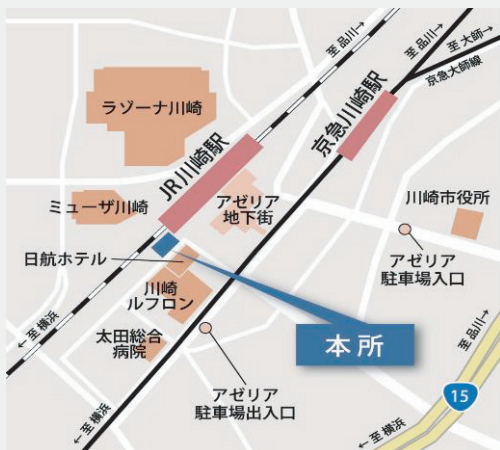 至 品川→
至 品川→
至 大師→
京急大師線
京急川崎駅
ラゾーナ川崎
JR川崎駅
ミューザ川崎
アゼリア
地下街
川崎市役所
日航ホテル
アゼリア
駐車場入口
川崎
ルフロン
←至 横浜
太田総合
病院
本所
至 品川→
アゼリア
駐車場出入口
15
←至 横浜
←至 横浜